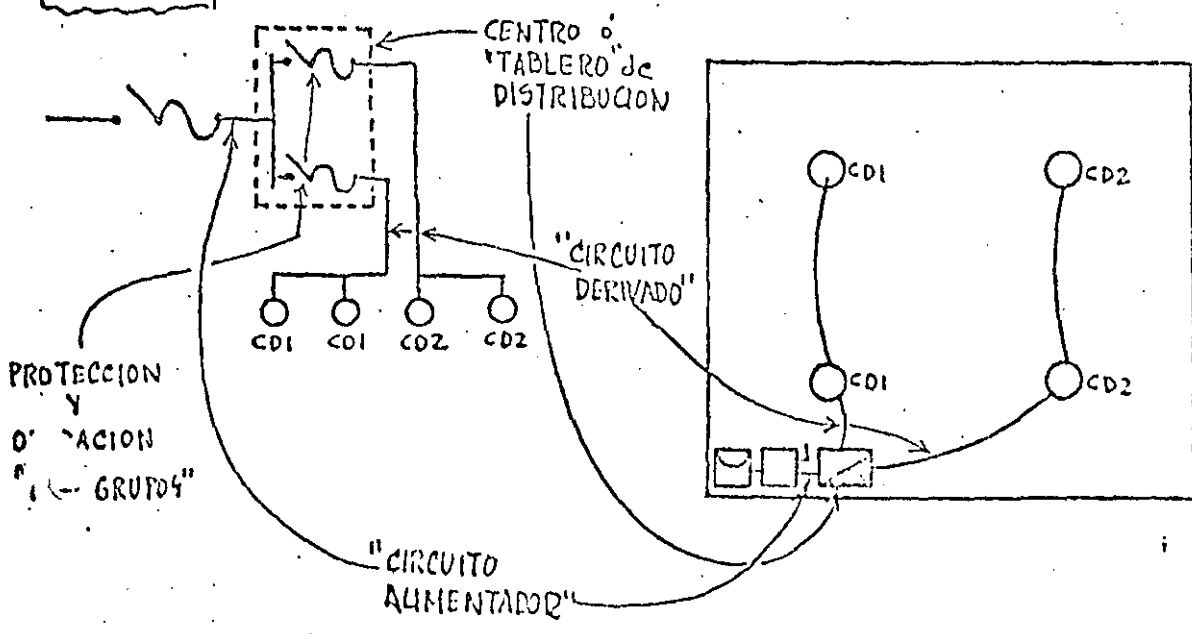 CENTRO ó
"TABLERO" de
DISTRIBUCION
CD1
CD2
"CIRCUITO
DERIVADO"
CD1
CD1
CD2
CD2
CD1
CD2
PROTECCION
Y
GRUPOS"
"CIRCUITO
ALIMENTADOR"